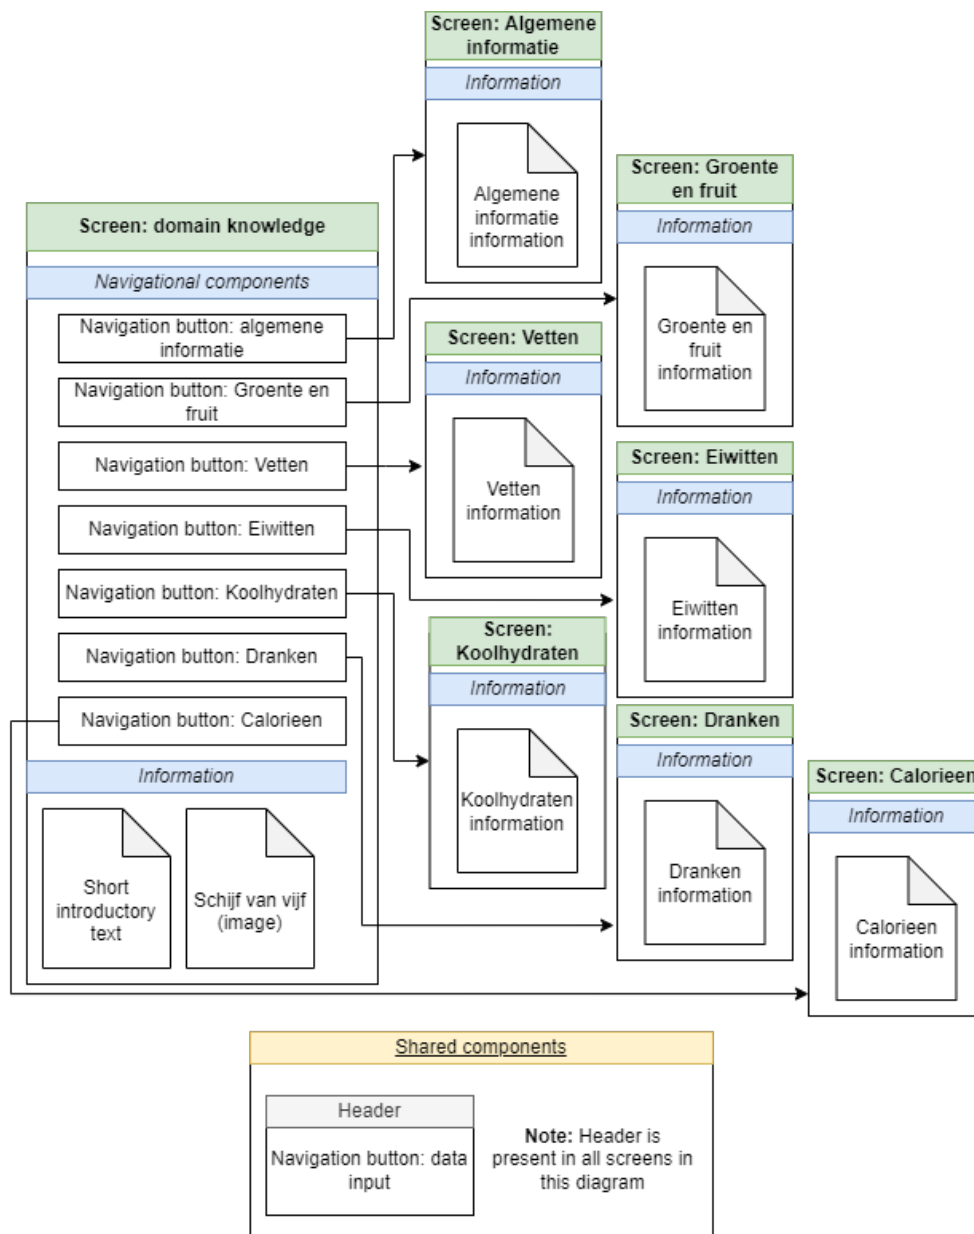 Screen: Algemene
informatie
Information
Algemene
informatie
information
Screen: Groente
en fruit
Information
Groente en
fruit
information
Screen: domain knowledge
Navigational components
Navigation button: algemene
informatie
Navigation button: Groente en
fruit
Navigation button: Vetten
Navigation button: Eiwitten
Navigation button: Koolhydraten
Navigation button: Dranken
Navigation button: Calorieen
Information
Short
introductory
text
Schijf van vijf
(image)
Screen: Vetten
Information
Vetten
information
Screen: Eiwitten
Information
Eiwitten
information
Screen:
Koolhydraten
Information
Koolhydraten
information
Screen: Dranken
Information
Dranken
information
Screen: Calorieen
Information
Calorieen
information
Shared components
Header
Navigation button: data
input
Note: Header is
present in all screens in
this diagram